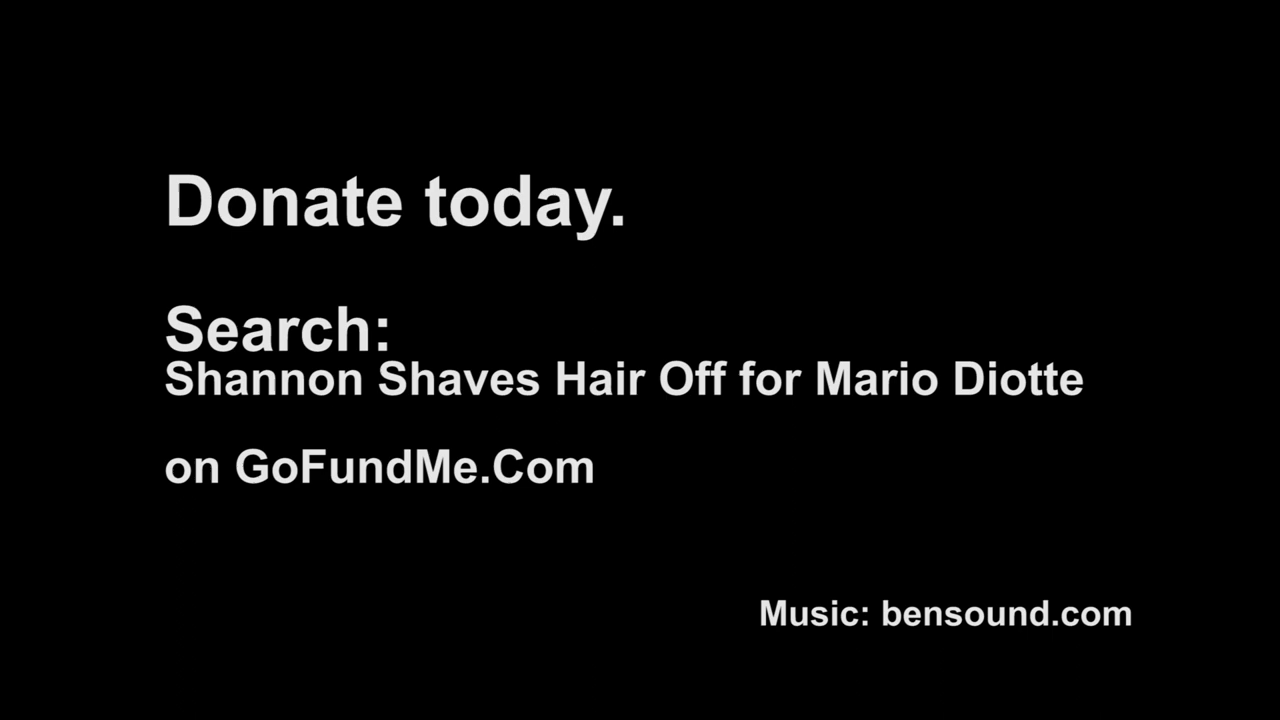 Donate today.
Search:
Shannon Shaves Hair Off for Mario Diotte
on GoFundMe.Com
Music: bensound.com